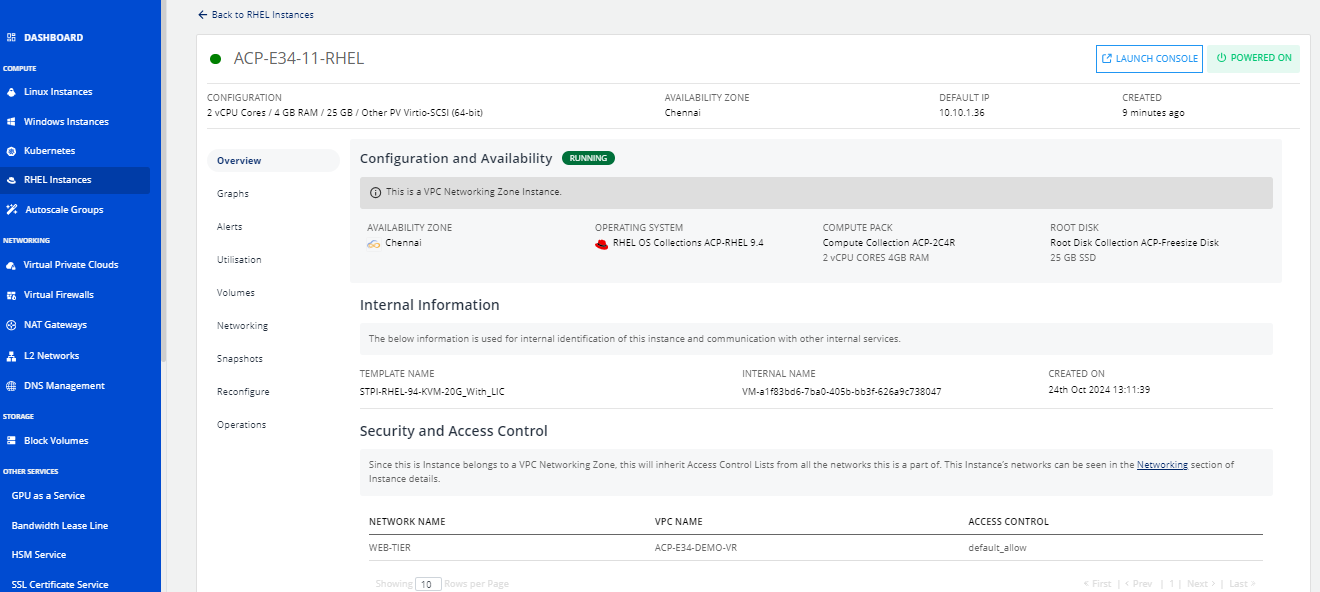 Back to RHEL Instances
DASHBOARD
COMPUTE
Linux Instances
Windows Instances
Kubernetes
RHEL Instances
Autoscale Groups
NETWORKING
Virtual Private Clouds
Virtual Firewalls
NAT Gateways
L2 Networks
DNS Management
STORAGE
Block Volumes
OTHER SERVICES
GPU as a Service
Bandwidth Lease Line
HSM Service
SSL Certificate Service
ACP-E34-11-RHEL
LAUNCH CONSOLE
POWERED ON
CONFIGURATION AVAILABILITY ZONE DEFAULT IP CREATED
2 vCPU Cores / 4 GB RAM / 25 GB / Other PV Virtio-SCSI (64-bit) Chennai 10.10.1.36 9 minutes ago
Overview
Graphs
Alerts
Utilisation
Volumes
Networking
Snapshots
Reconfigure
Operations
Configuration and Availability RUNNING
This is a VPC Networking Zone Instance.
AVAILABILITY ZONE OPERATING SYSTEM COMPUTE PACK ROOT DISK
Chennai RHEL OS Collections ACP-RHEL 9.4 Compute Collection ACP-2C4R Root Disk Collection ACP-Freesize Disk
2 vCPU CORES 4GB RAM 25 GB SSD
Internal Information
The below information is used for internal identification of this instance and communication with other internal services.
TEMPLATE NAME INTERNAL NAME CREATED ON
STPI-RHEL-94-KVM-20G_With_LIC VM-a1f83bd6-7ba0-405b-bb3f-626a9c738047 24th Oct 2024 13:11:39
Security and Access Control
Since this is Instance belongs to a VPC Networking Zone, this will inherit Access Control Lists from all the networks this is a part of. This Instance's networks can be seen in the Networking section of
Instance details.
NETWORK NAME VPC NAME ACCESS CONTROL
WEB-TIER ACP-E34-DEMO-VR default_allow
Showing 10 Rows per Page < First | < Prev | 1 | Next > | Last >